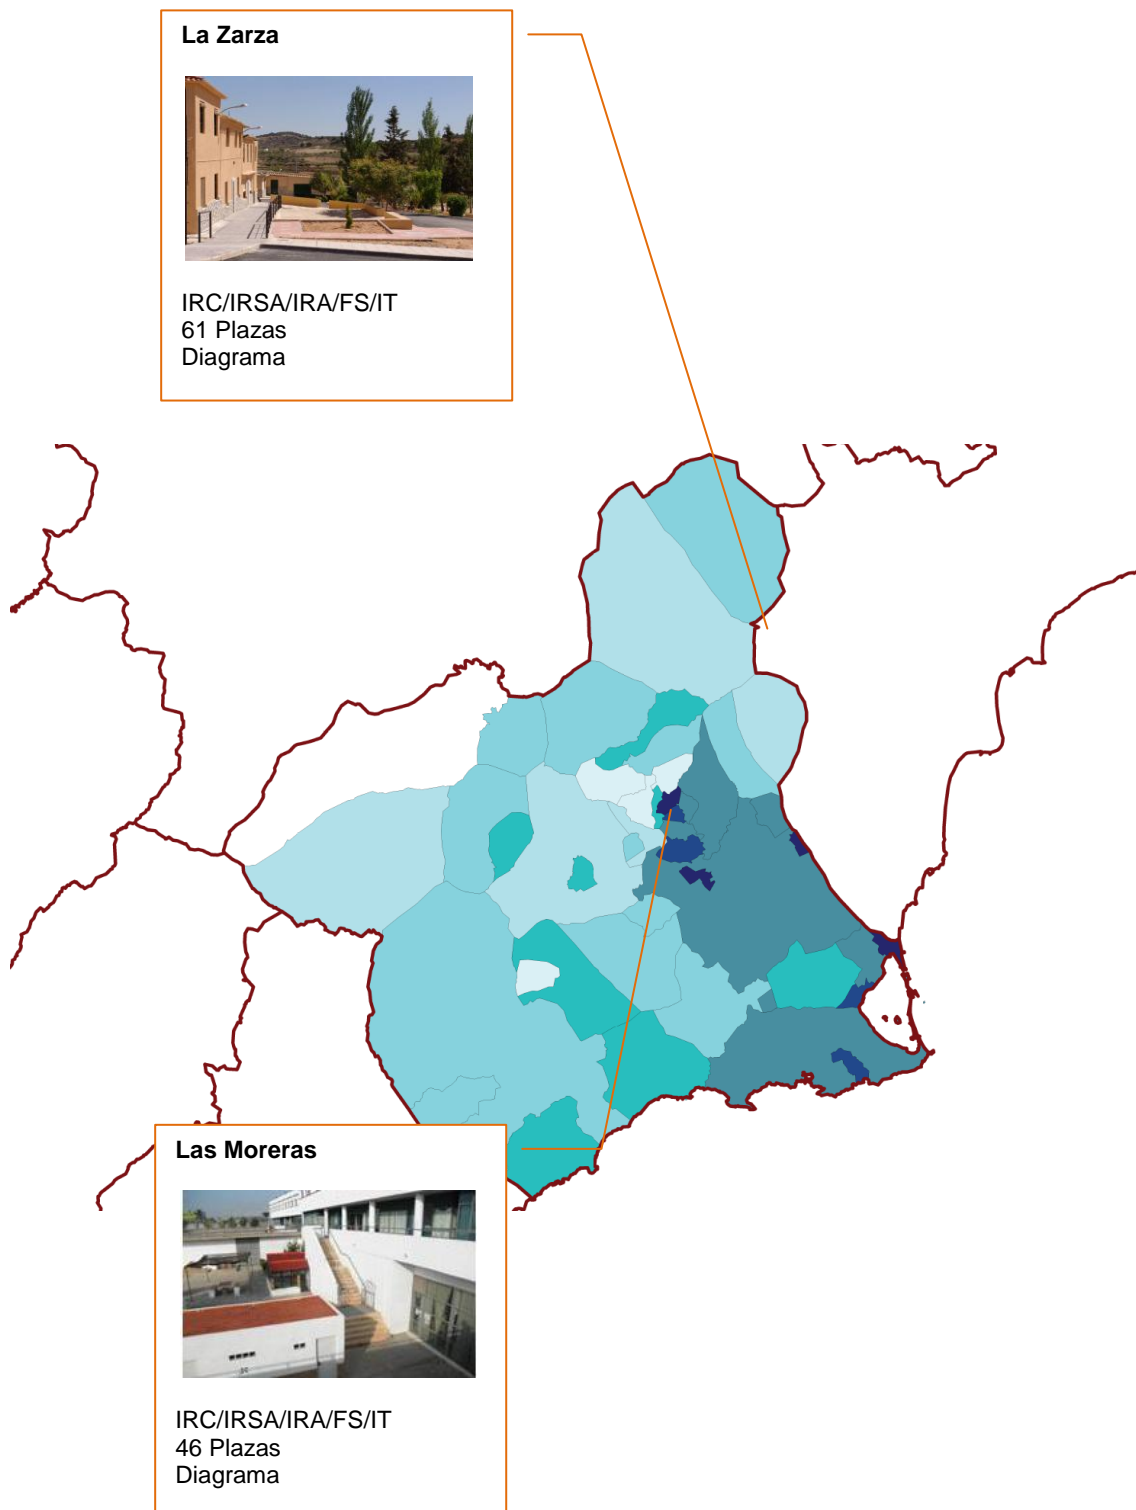 La Zarza
IRC/IRSA/IRA/FS/IT
61 Plazas
Diagrama
Las Moreras
IRC/IRSA/IRA/FS/IT
46 Plazas
Diagrama